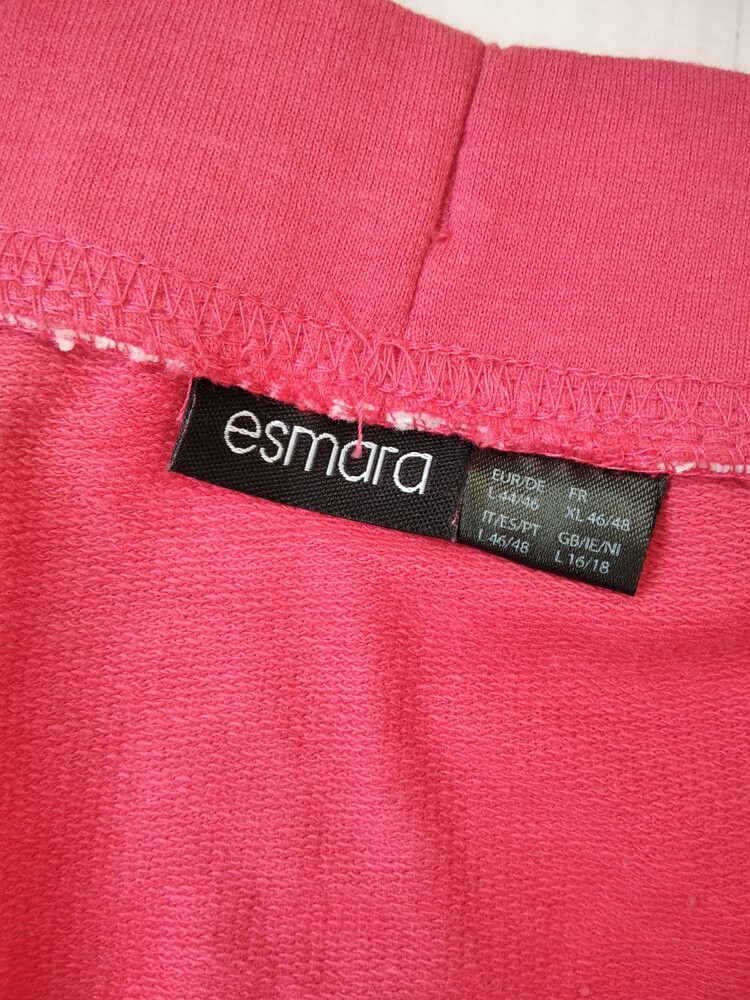 esmara
EUR/DE FR
L 44/46 XL 46/48
IT/ES/PT GB/IE/NI
L 46/48 L 16/18